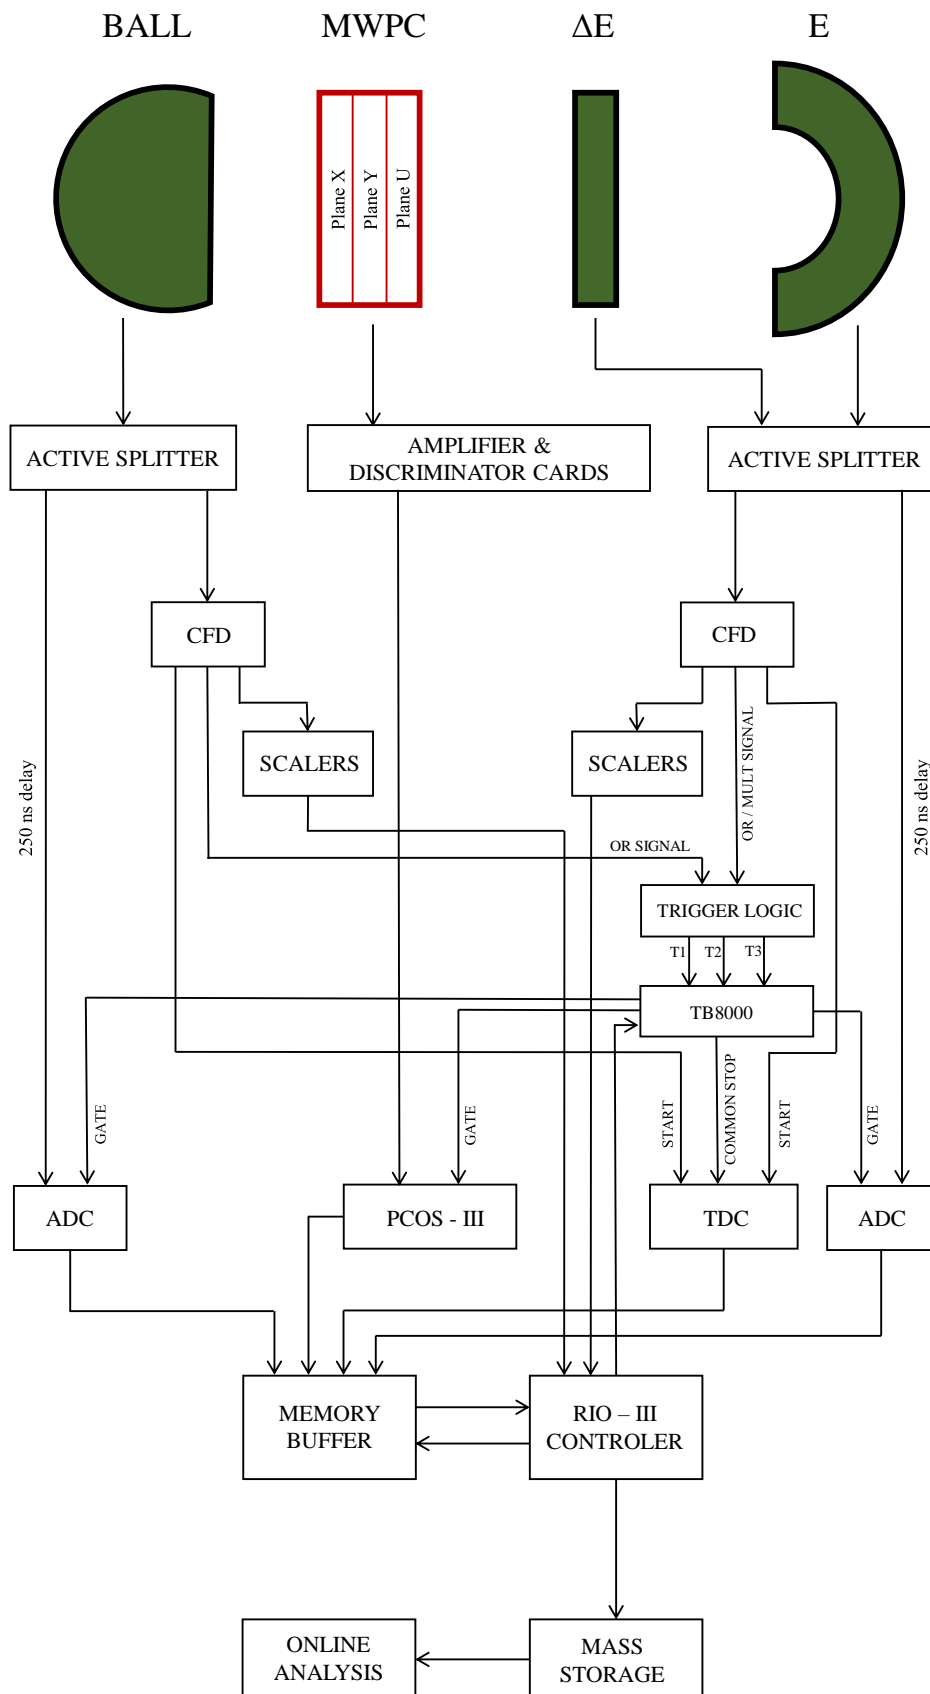 BALL
MWPC
ΔE
E
Plane X
Plane Y
Plane U
ACTIVE SPLITTER
AMPLIFIER &
DISCRIMINATOR CARDS
ACTIVE SPLITTER
CFD
CFD
SCALERS
SCALERS
250 ns delay
OR / MULT SIGNAL
250 ns delay
OR SIGNAL
TRIGGER LOGIC
T1
T2
T3
TB8000
GATE
GATE
START
COMMON STOP
START
GATE
ADC
PCOS - III
TDC
ADC
MEMORY
BUFFER
RIO – III
CONTROLER
ONLINE
ANALYSIS
MASS
STORAGE